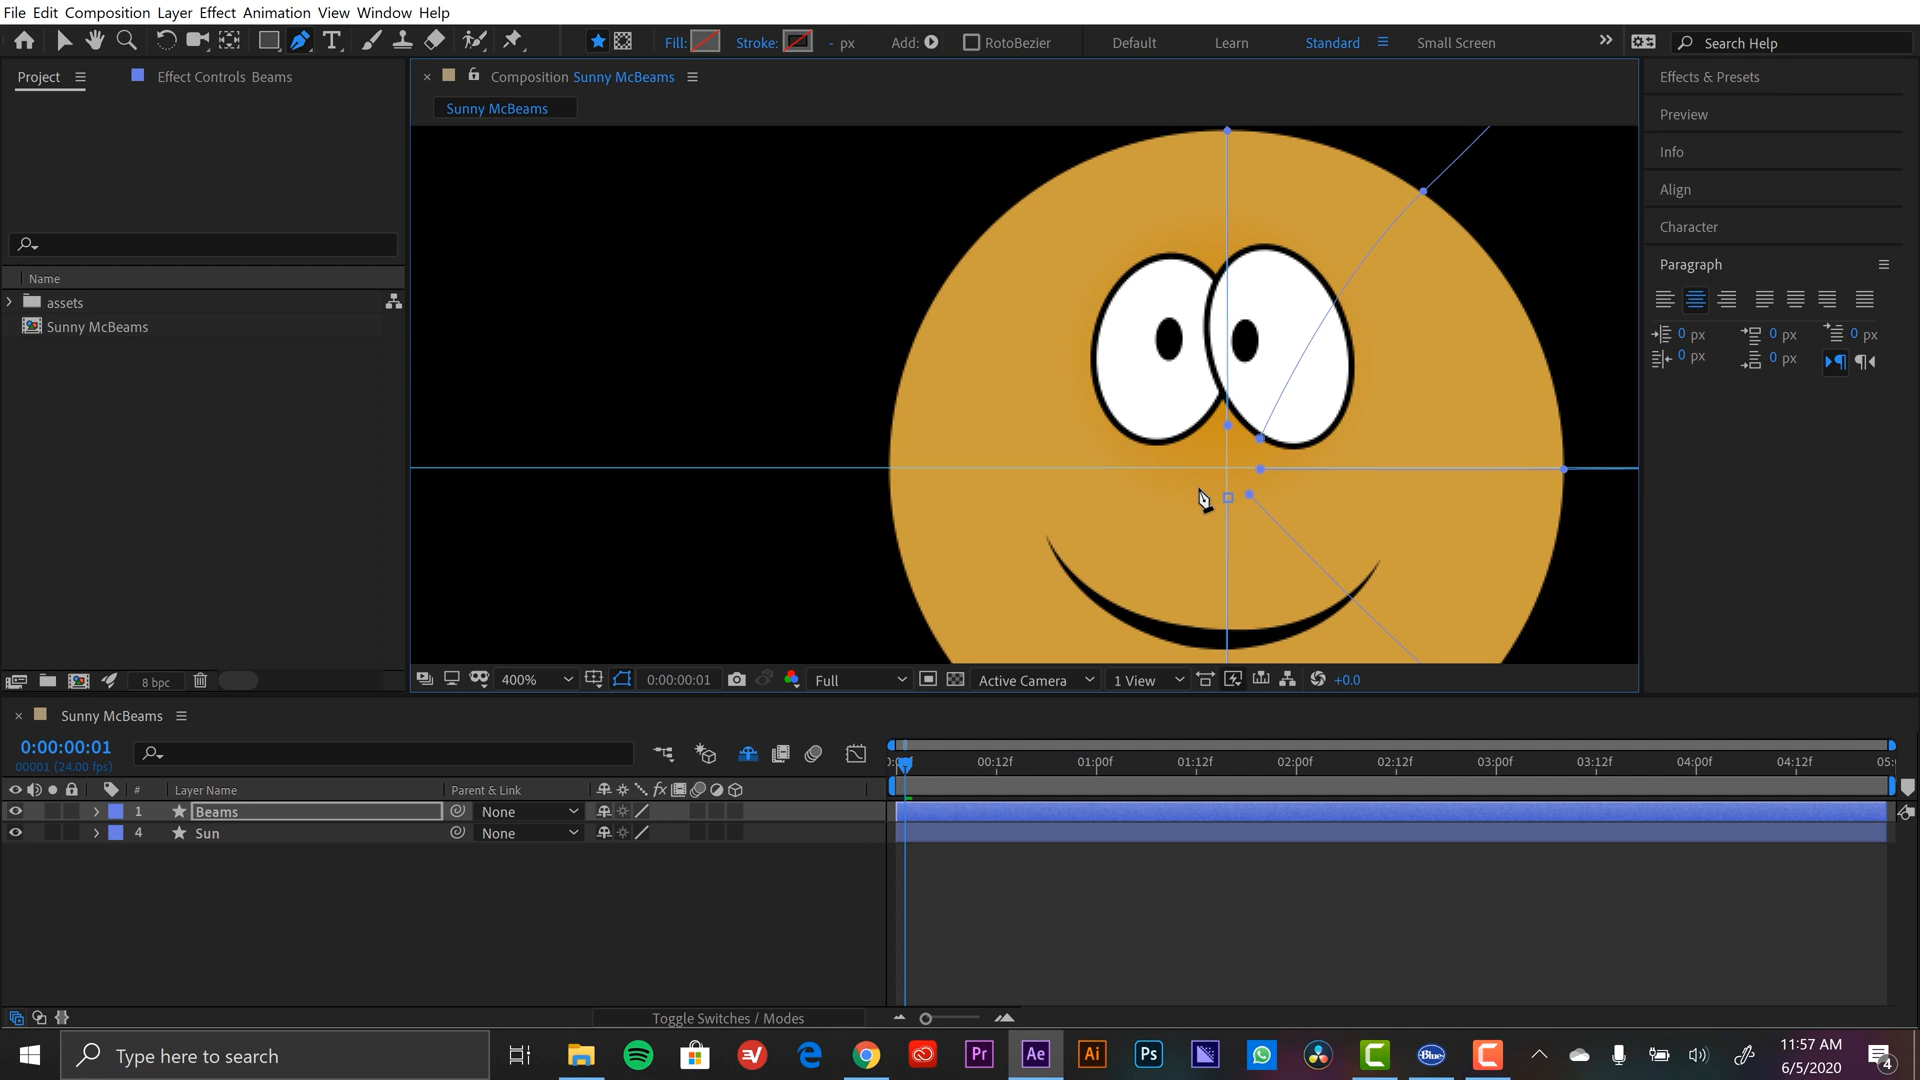 File Edit Composition Layer Effect Animation View Window Help
Fill: Stroke: - px Add: RotoBezier Default Learn Standard Small Screen Search Help
Project Effect Controls Beams
Composition Sunny McBeams
Sunny McBeams
Name
assets
Sunny McBeams
8 bpc
400% 0:00:00:01 Full Active Camera 1 View +0.0
Effects & Presets
Preview
Info
Align
Character
Paragraph
0 px 0 px 0 px
0 px 0 px
Sunny McBeams
0:00:00:01
00001 (24.00 fps)
00:12f 01:00f 01:12f 02:00f 02:12f 03:00f 03:12f 04:00f 04:12f
# Layer Name Parent & Link
1 Beams None
4 Sun None
Toggle Switches / Modes
Type here to search
Pr Ae Ai Ps Blue
11:57 AM
6/5/2020
4